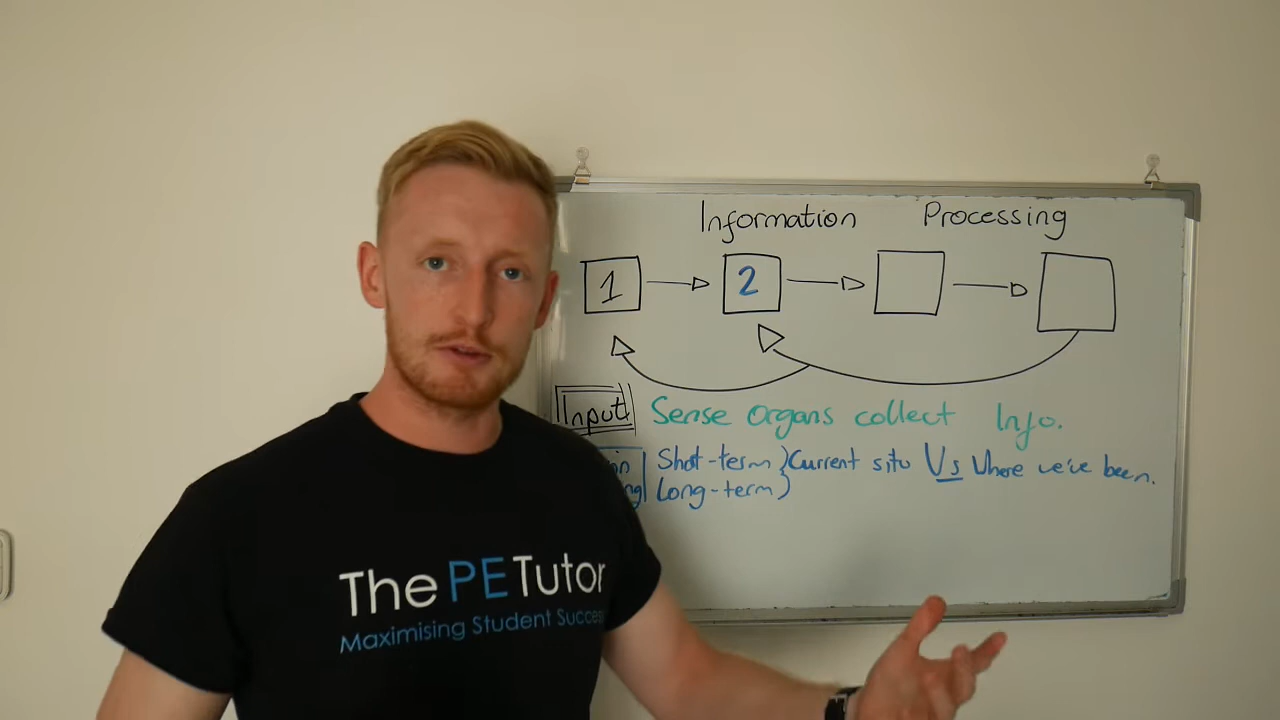 Information Processing
1 2
Input Sense Organs collect Info.
Short-term } Current situ Vs Where we've been.
Long-term )
The PE Tutor
Maximising Student Success